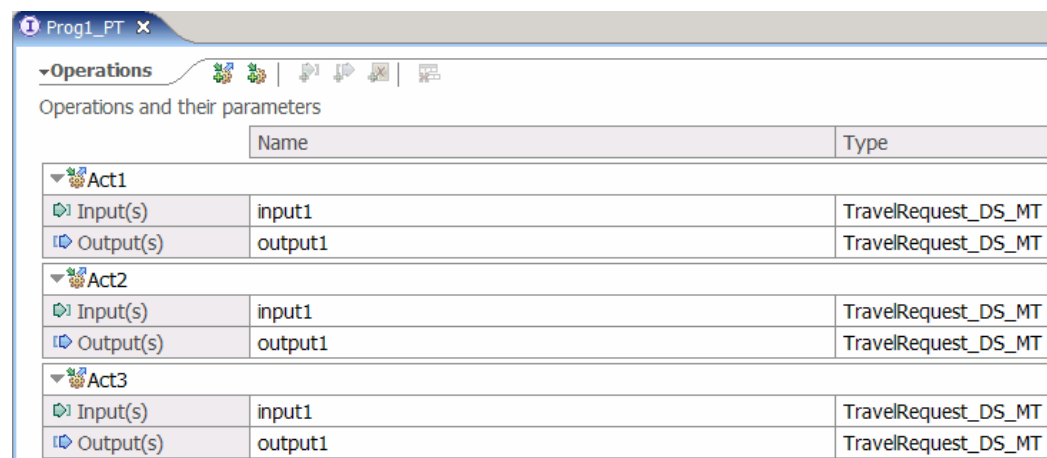 Prog1_PT
Operations
Operations and their parameters
Name Type
Act1
Input(s) input1 TravelRequest_DS_MT
Output(s) output1 TravelRequest_DS_MT
Act2
Input(s) input1 TravelRequest_DS_MT
Output(s) output1 TravelRequest_DS_MT
Act3
Input(s) input1 TravelRequest_DS_MT
Output(s) output1 TravelRequest_DS_MT